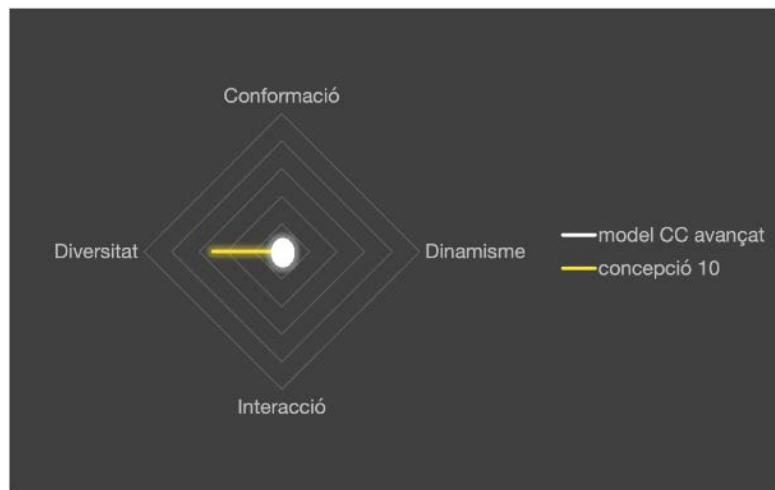 Conformació
Diversitat
Dinamisme
Interacció
model CC avançat
concepció 10